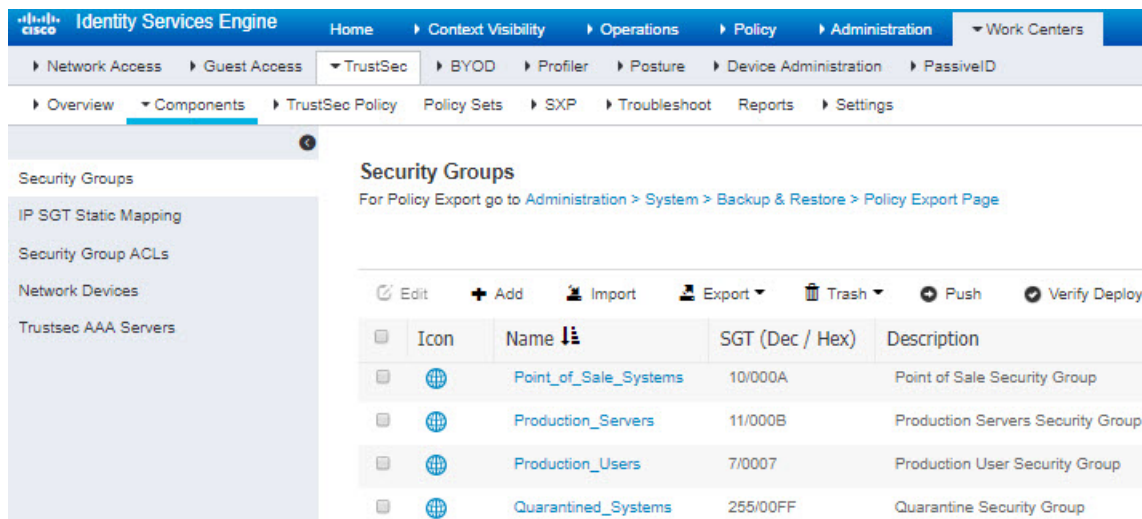 cisco Identity Services Engine Home Context Visibility Operations Policy Administration Work Centers
Network Access Guest Access TrustSec BYOD Profiler Posture Device Administration PassiveID
Overview Components TrustSec Policy Policy Sets SXP Troubleshoot Reports Settings
Security Groups
IP SGT Static Mapping
Security Group ACLs
Network Devices
Trustsec AAA Servers
Security Groups
For Policy Export go to Administration > System > Backup & Restore > Policy Export Page
Edit Add Import Export Trash Push Verify Deploy
Icon Name SGT (Dec / Hex) Description
Point_of_Sale_Systems 10/000A Point of Sale Security Group
Production_Servers 11/000B Production Servers Security Group
Production_Users 7/0007 Production User Security Group
Quarantined_Systems 255/00FF Quarantine Security Group